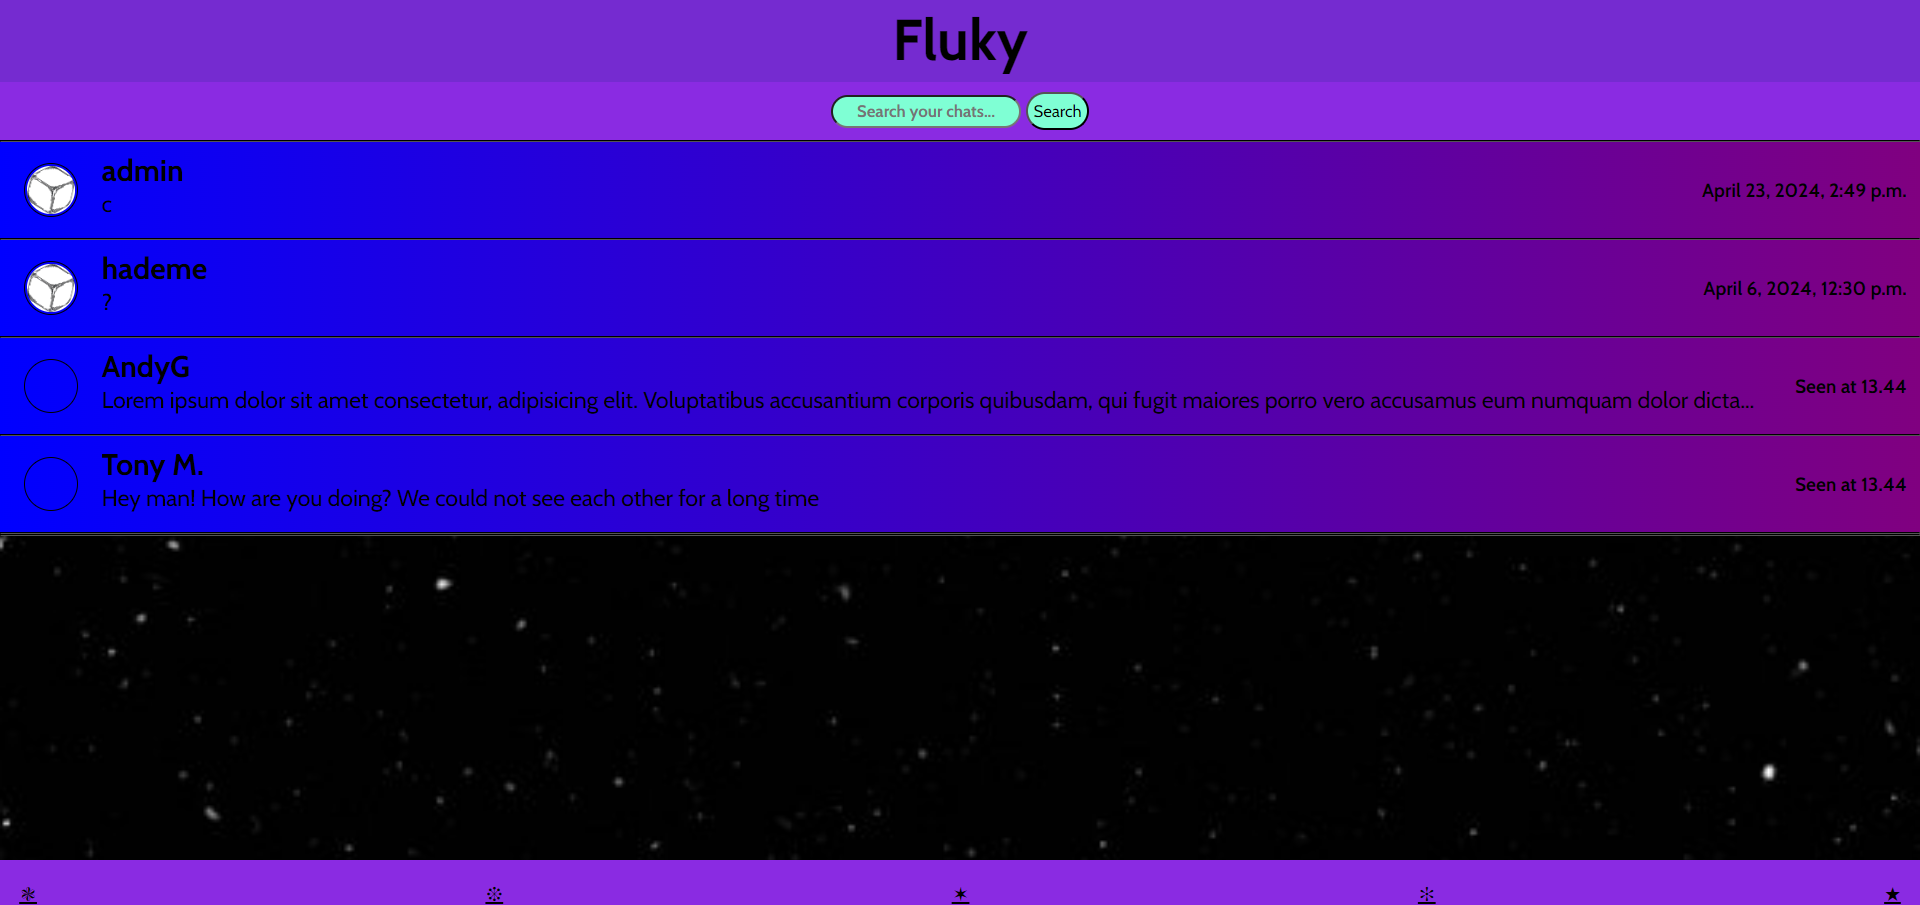 Fluky
Search your chats... Search
admin
c
April 23, 2024, 2:49 p.m.
hademe
?
April 6, 2024, 12:30 p.m.
AndyG
Lorem ipsum dolor sit amet consectetur, adipisicing elit. Voluptatibus accusantium corporis quibusdam, qui fugit maiores porro vero accusamus eum numquam dolor dicta...
Seen at 13.44
Tony M.
Hey man! How are you doing? We could not see each other for a long time
Seen at 13.44